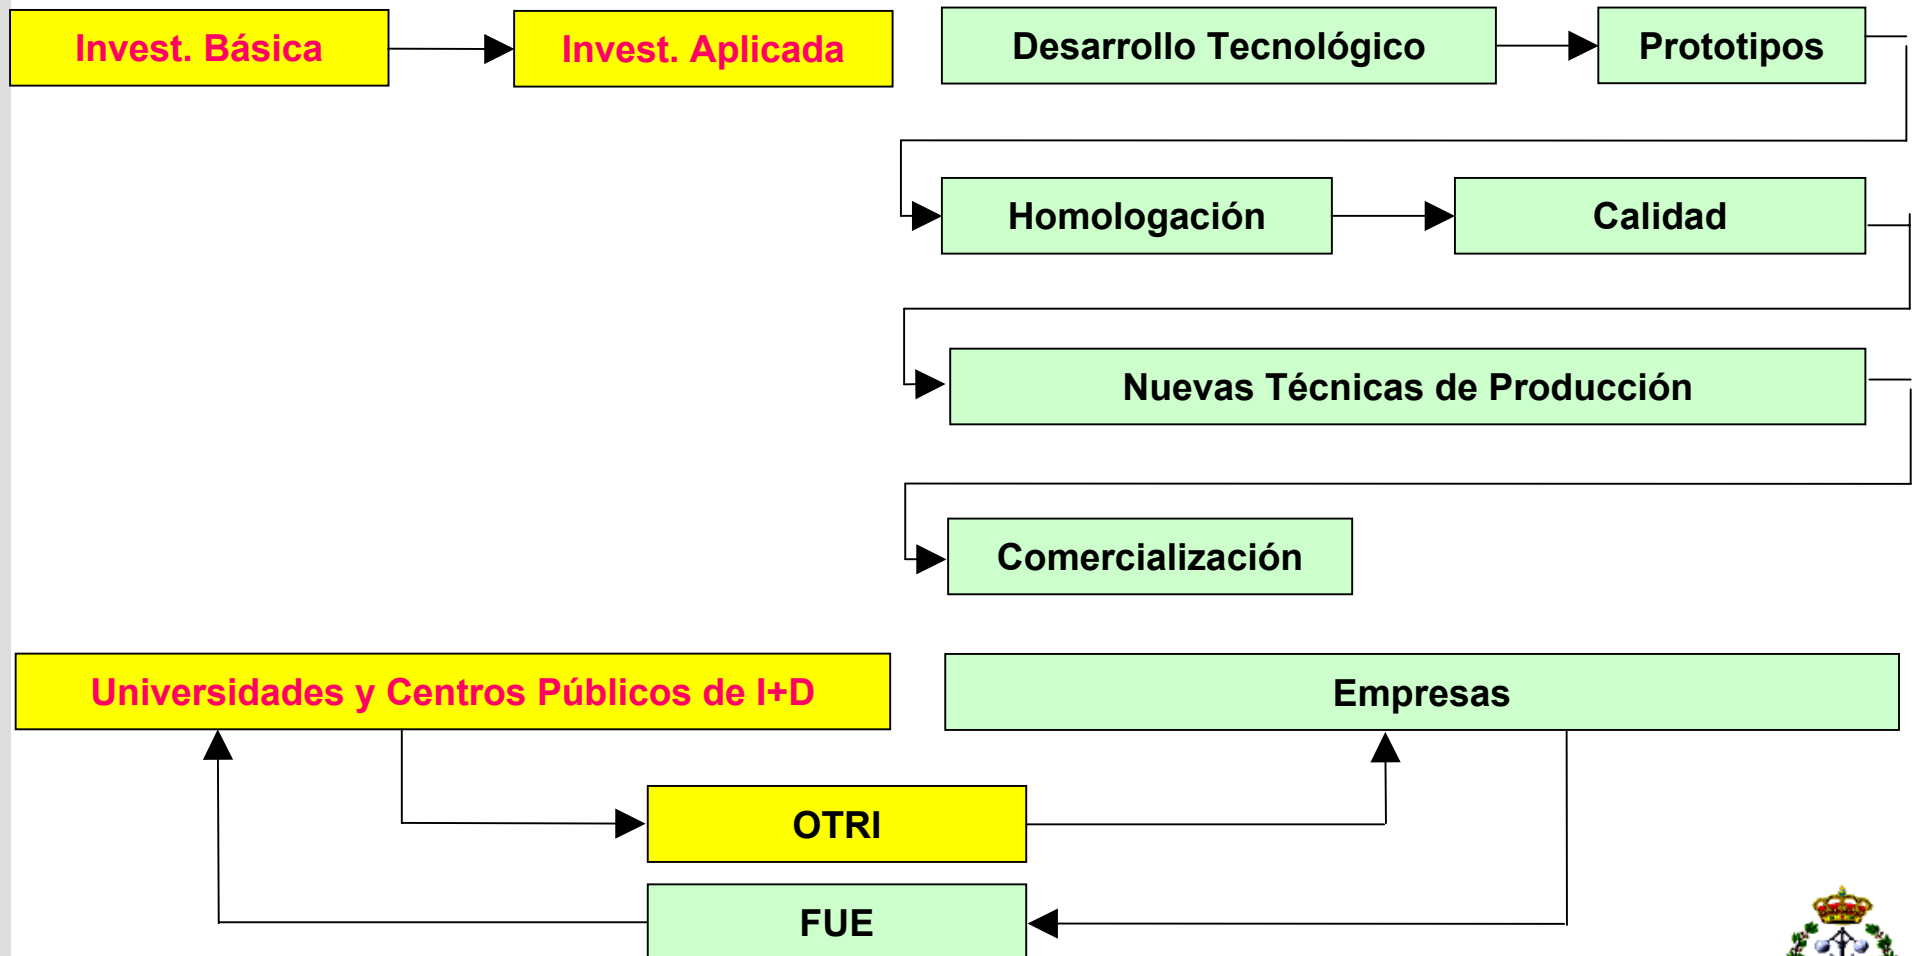 Invest. Básica
Invest. Aplicada
Desarrollo Tecnológico
Prototipos
Homologación
Calidad
Nuevas Técnicas de Producción
Comercialización
Universidades y Centros Públicos de I+D
Empresas
OTRI
FUE